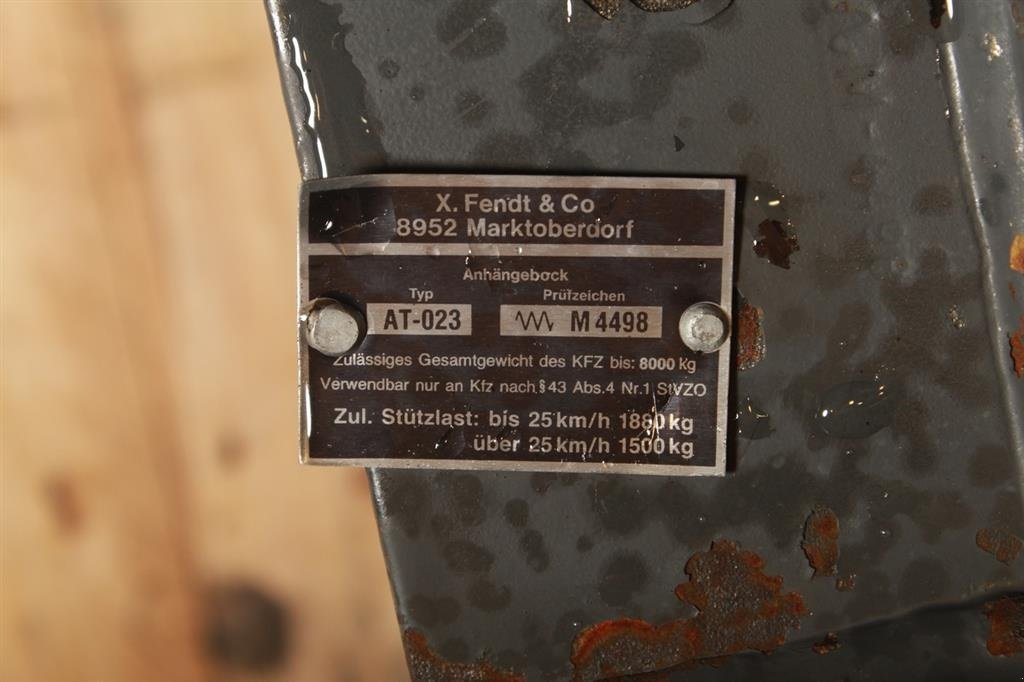 X. Fendt & Co
8952 Marktoberdorf
Anhängebock
Typ Prüfzeichen
AT-023 M 4498
Zulässiges Gesamtgewicht des KFZ bis: 8000 kg
Verwendbar nur an Kfz nach § 43 Abs. 4 Nr. 1 StVZO
Zul. Stützlast: bis 25 km/h 1880 kg
über 25 km/h 1500 kg